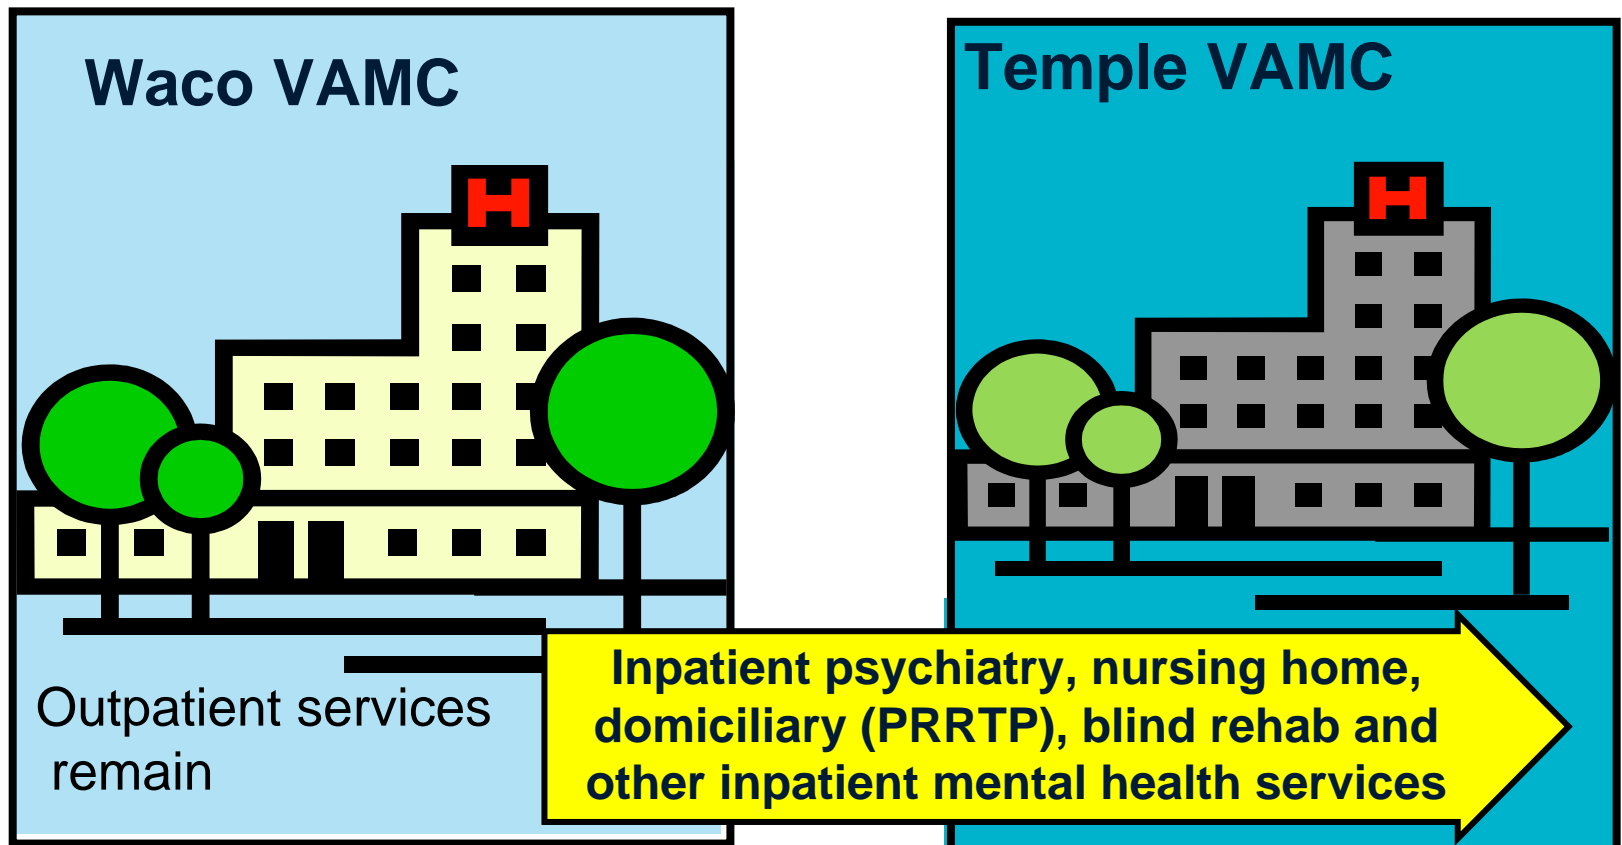 Waco VAMC
Temple VAMC
H
H
Outpatient services
remain
Inpatient psychiatry, nursing home,
domiciliary (PRRTP), blind rehab and
other inpatient mental health services